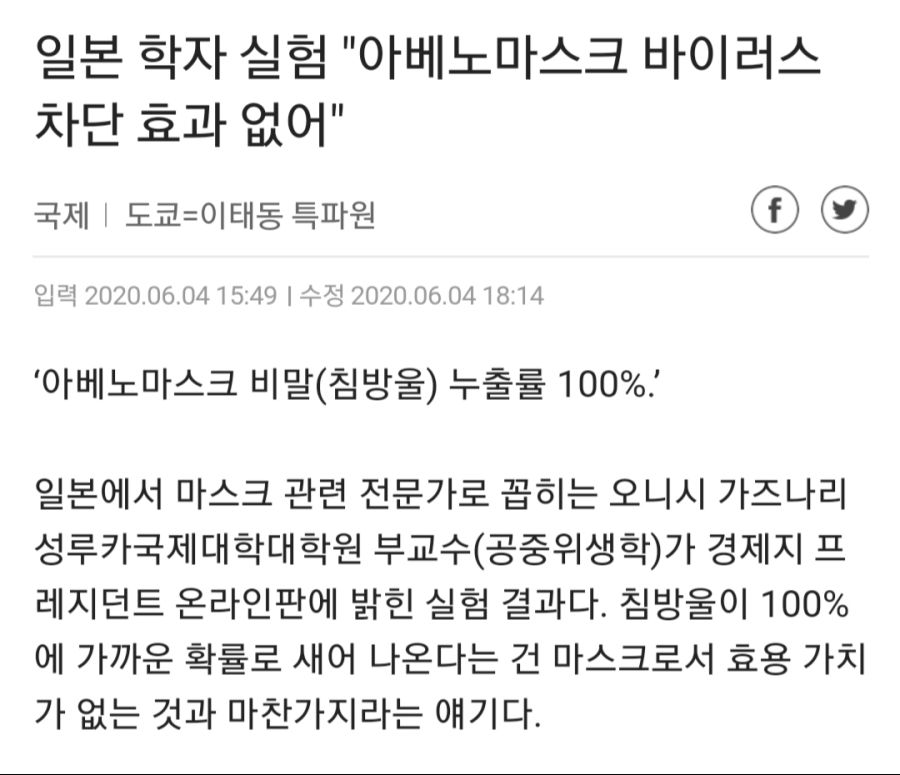 일본 학자 실험 "아베노마스크 바이러스
차단 효과 없어"
국제 | 도쿄=이태동 특파원
입력 2020.06.04 15:49 | 수정 2020.06.04 18:14
‘아베노마스크 비말(침방울) 누출률 100%.’
일본에서 마스크 관련 전문가로 꼽히는 오니시 가즈나리
성루카국제대학대학원 부교수(공중위생학)가 경제지 프
레지던트 온라인판에 밝힌 실험 결과다. 침방울이 100%
에 가까운 확률로 새어 나온다는 건 마스크로서 효용 가치
가 없는 것과 마찬가지라는 얘기다.